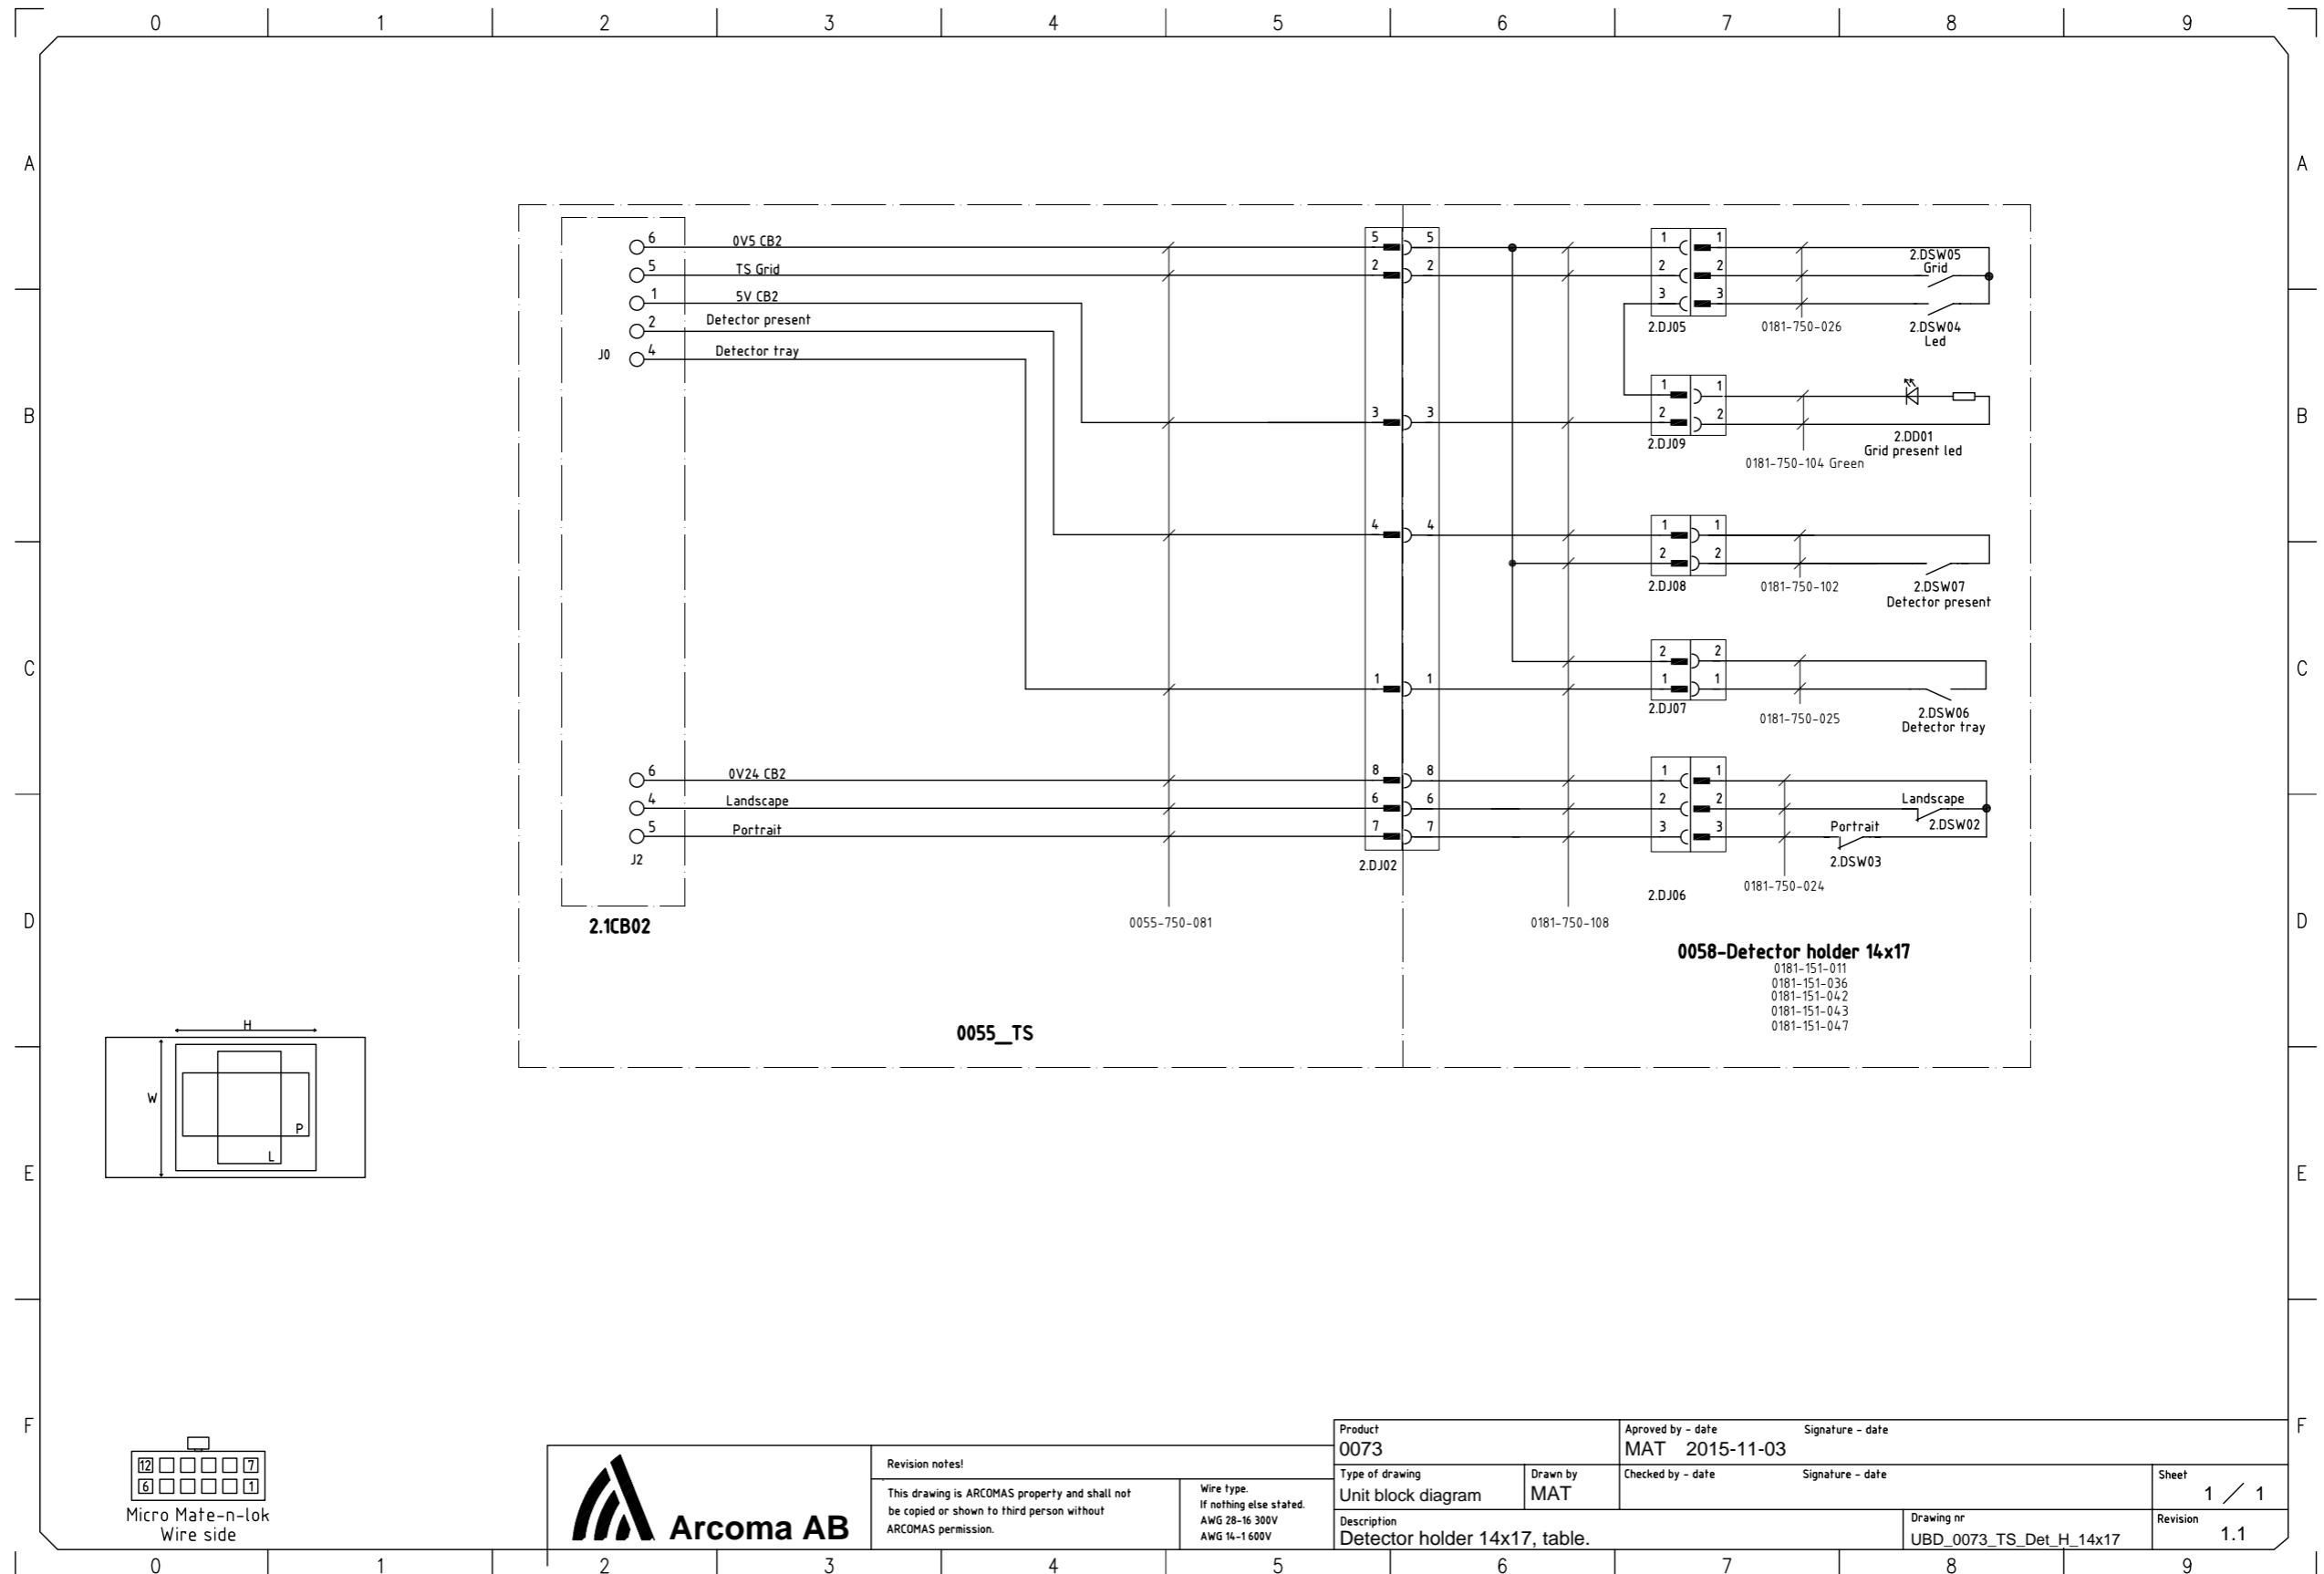 0 1 2 3 4 5 6 7 8 9
A A
6 0V5 CB2 5 5 1 1
2.DSW05
5 TS Grid 2 2 2 2 Grid
1 5V CB2 3 3
2 Detector present 2.DJ05 0181-750-026 2.DSW04
Led
J0 4 Detector tray
1 1
B 3 3 2 2 B
2.DJ09 2.DD01
Grid present led
0181-750-104 Green
4 4 1 1
2 2
2.DJ08 0181-750-102 2.DSW07
Detector present
C 2 2 C
1 1 1 1
2.DJ07 0181-750-025 2.DSW06
Detector tray
6 0V24 CB2 8 8 1 1
4 Landscape 6 6 2 2 Landscape
2.DSW02
5 Portrait 7 7 3 3 Portrait
J2 2.DJ02 2.DSW03
0181-750-024
2.DJ06
D 2.1CB02 0055-750-081 0181-750-108 D
0058-Detector holder 14x17
0181-151-011
0181-151-036
0181-151-042
0181-151-043
0181-151-047
0055_TS
H
W
P
L
E E
F F
12 7
6 1
Micro Mate-n-lok
Wire side
Arcoma AB
Revision notes!
This drawing is ARCOMAS property and shall not
be copied or shown to third person without
ARCOMAS permission.
Wire type.
If nothing else stated.
AWG 28-16 300V
AWG 14-1 600V
Product
0073
Aproved by - date Signature - date
MAT 2015-11-03
Type of drawing
Unit block diagram
Drawn by
MAT
Checked by - date Signature - date
Sheet
1 / 1
Description
Detector holder 14x17, table.
Drawing nr
UBD_0073_TS_Det_H_14x17
Revision
1.1
0 1 2 3 4 5 6 7 8 9